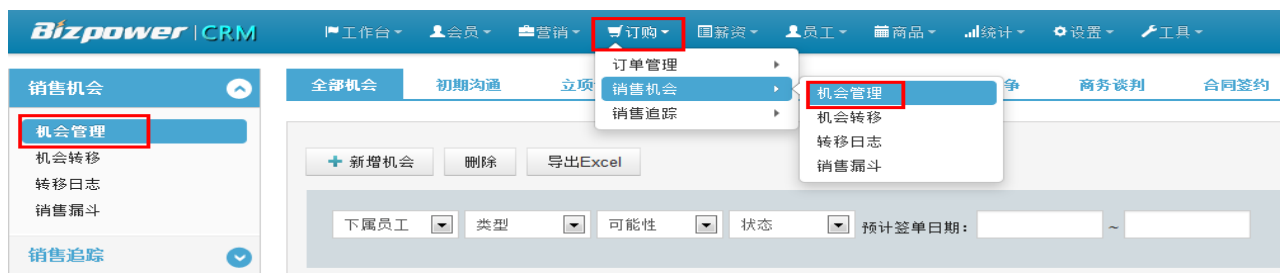 Bizpower CRM
工作台 会员 营销 订购 薪资 员工 商品 统计 设置 工具
订单管理
销售机会
销售追踪
机会管理
机会转移
转移日志
销售漏斗
销售机会
机会管理
机会转移
转移日志
销售漏斗
销售追踪
全部机会 初期沟通 立项 争 商务谈判 合同签约
新增机会 删除 导出Excel
下属员工 类型 可能性 状态 预计签单日期: ~